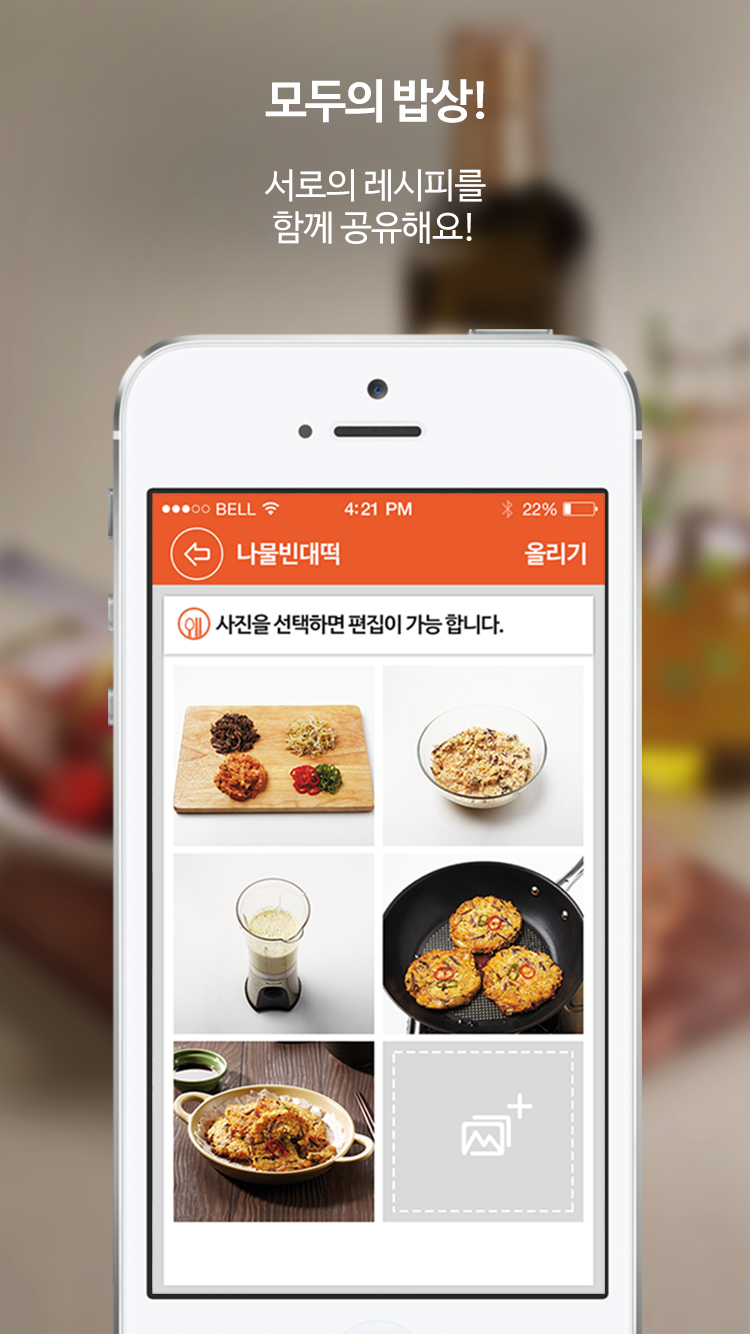 모두의 밥상!
서로의 레시피를
함께 공유해요!
BELL 4:21 PM 22%
나물빈대떡 올리기
사진을 선택하면 편집이 가능 합니다.